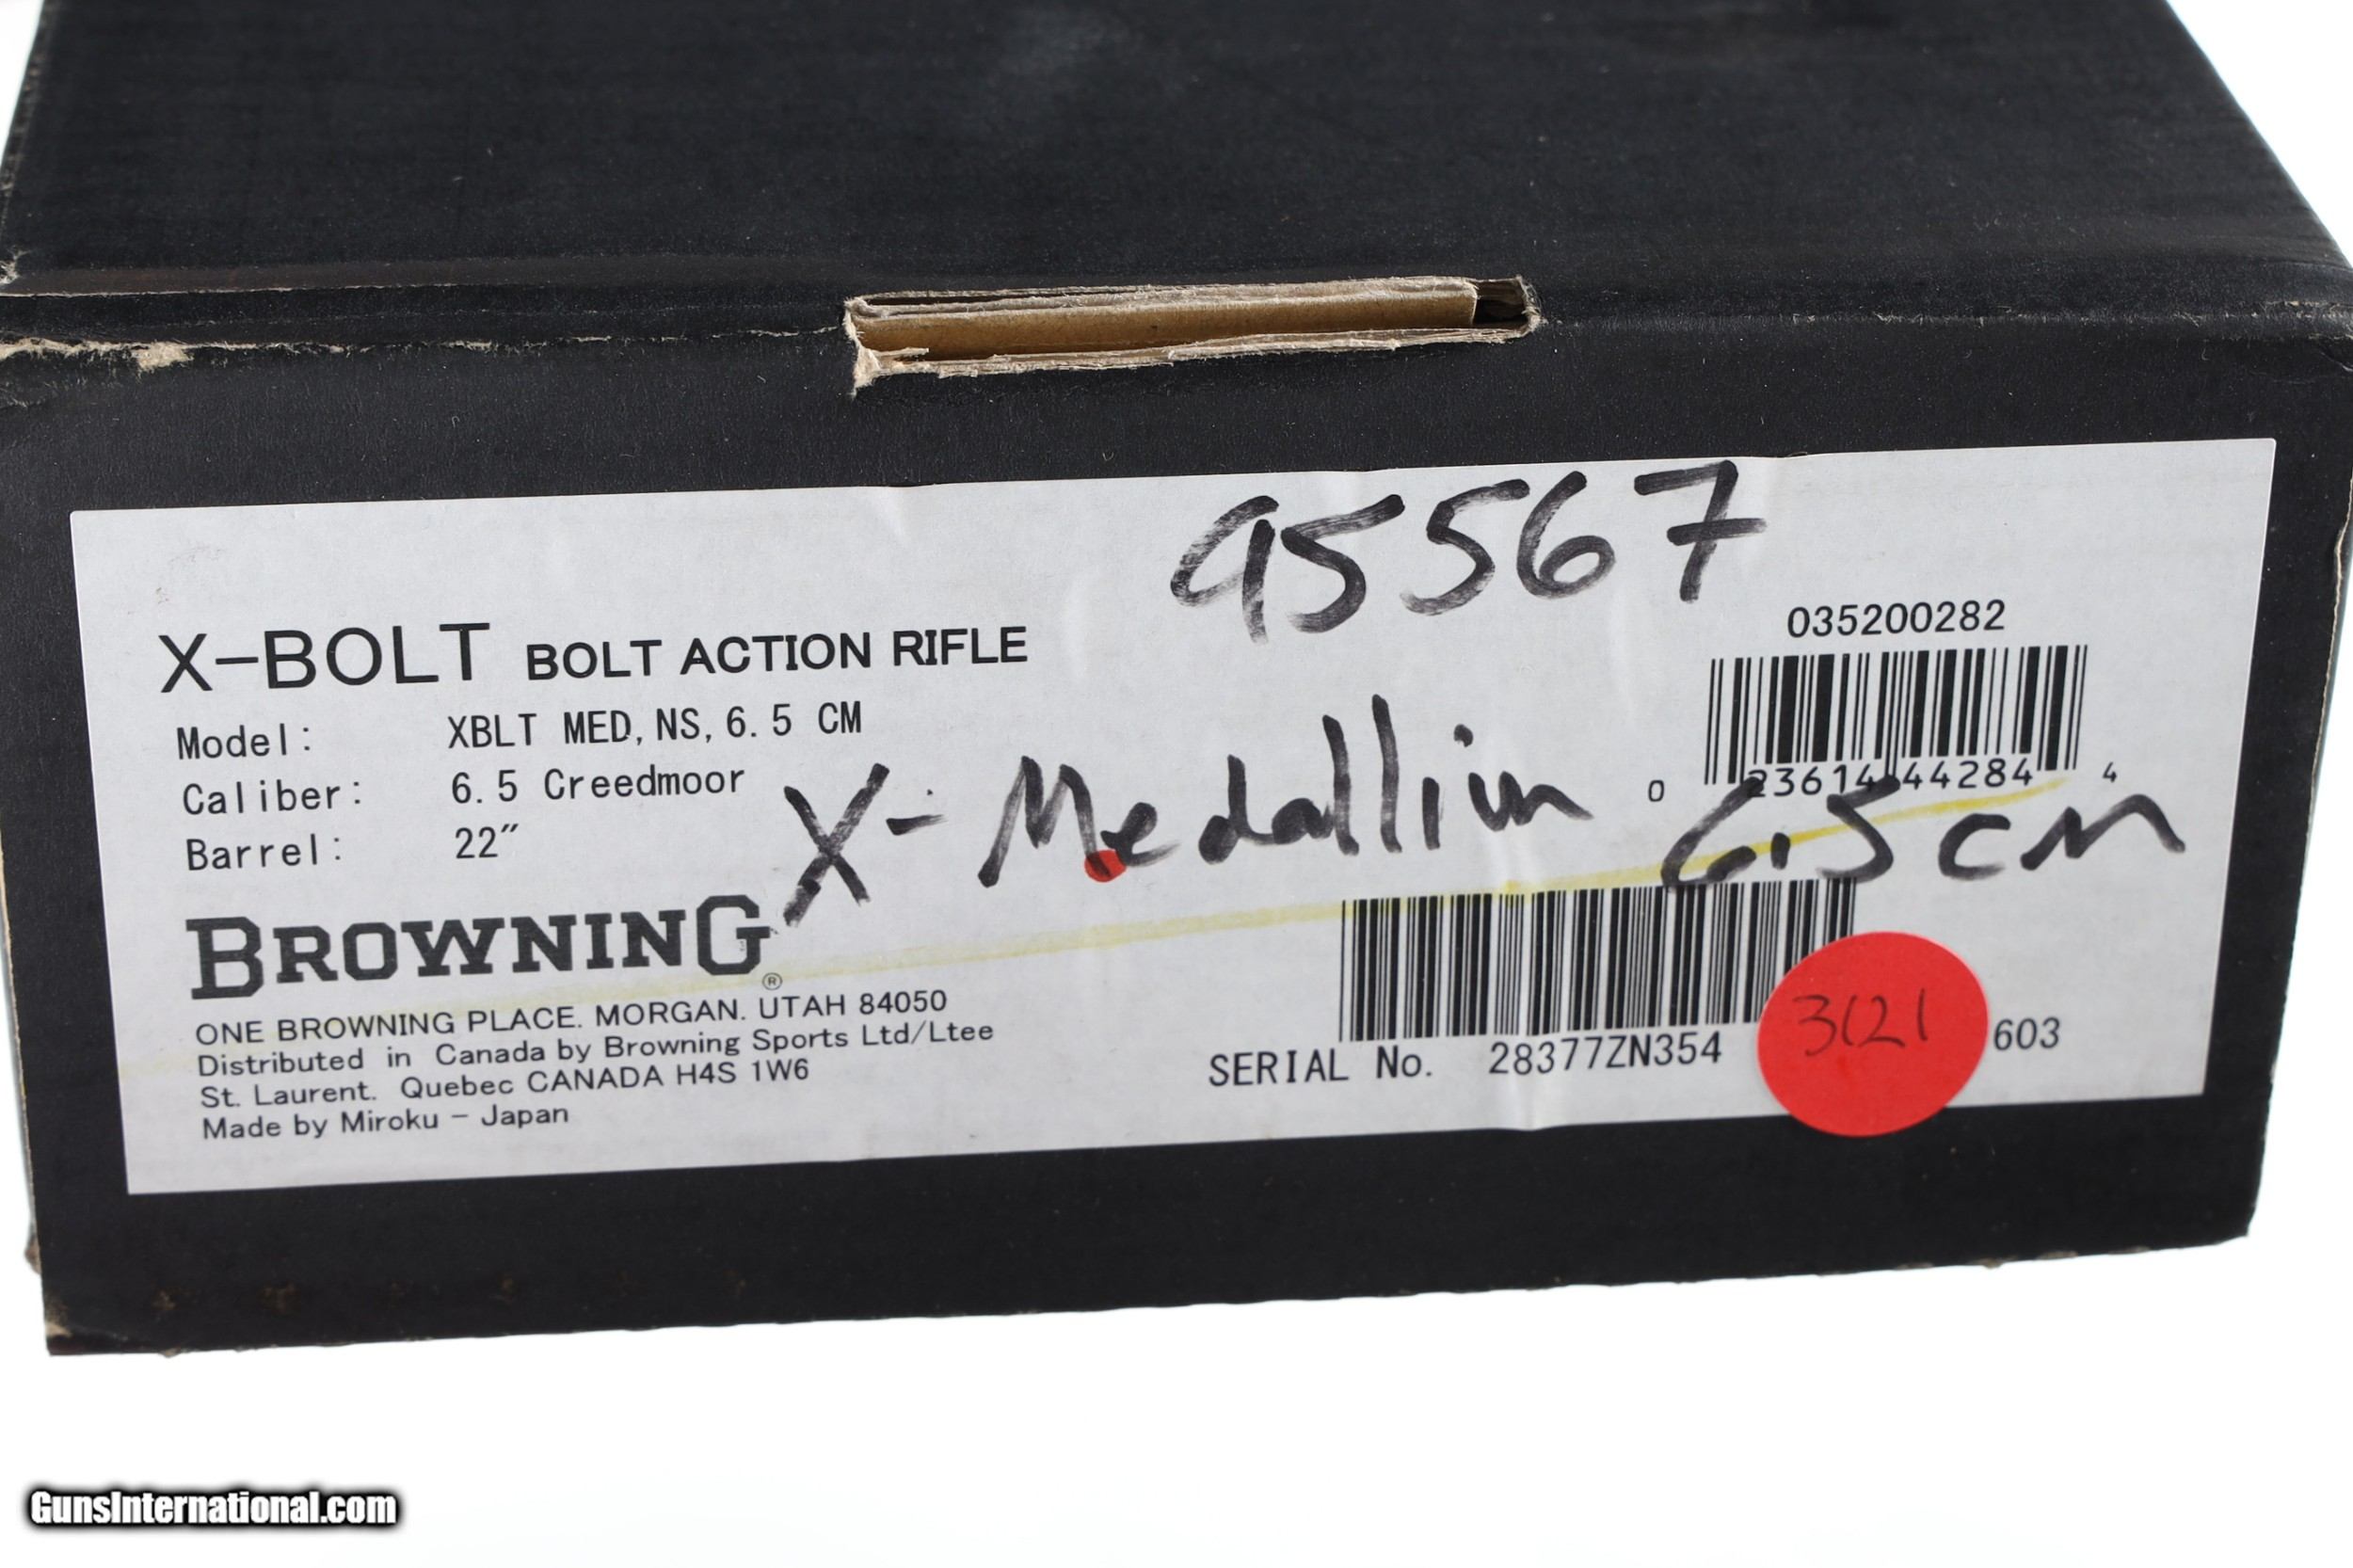 95567
035200282
X-BOLT BOLT ACTION RIFLE
Model: XBLT MED, NS, 6.5 CM
Caliber: 6.5 Creedmoor
Barrel: 22"
X-Medallion
0 23614 44284 4
6.5 CM
BROWNING®
ONE BROWNING PLACE. MORGAN. UTAH 84050
Distributed in Canada by Browning Sports Ltd/Ltee
St. Laurent. Quebec CANADA H4S 1W6
Made by Miroku - Japan
SERIAL No. 28377ZN354
3121
603
GunsInternational.com